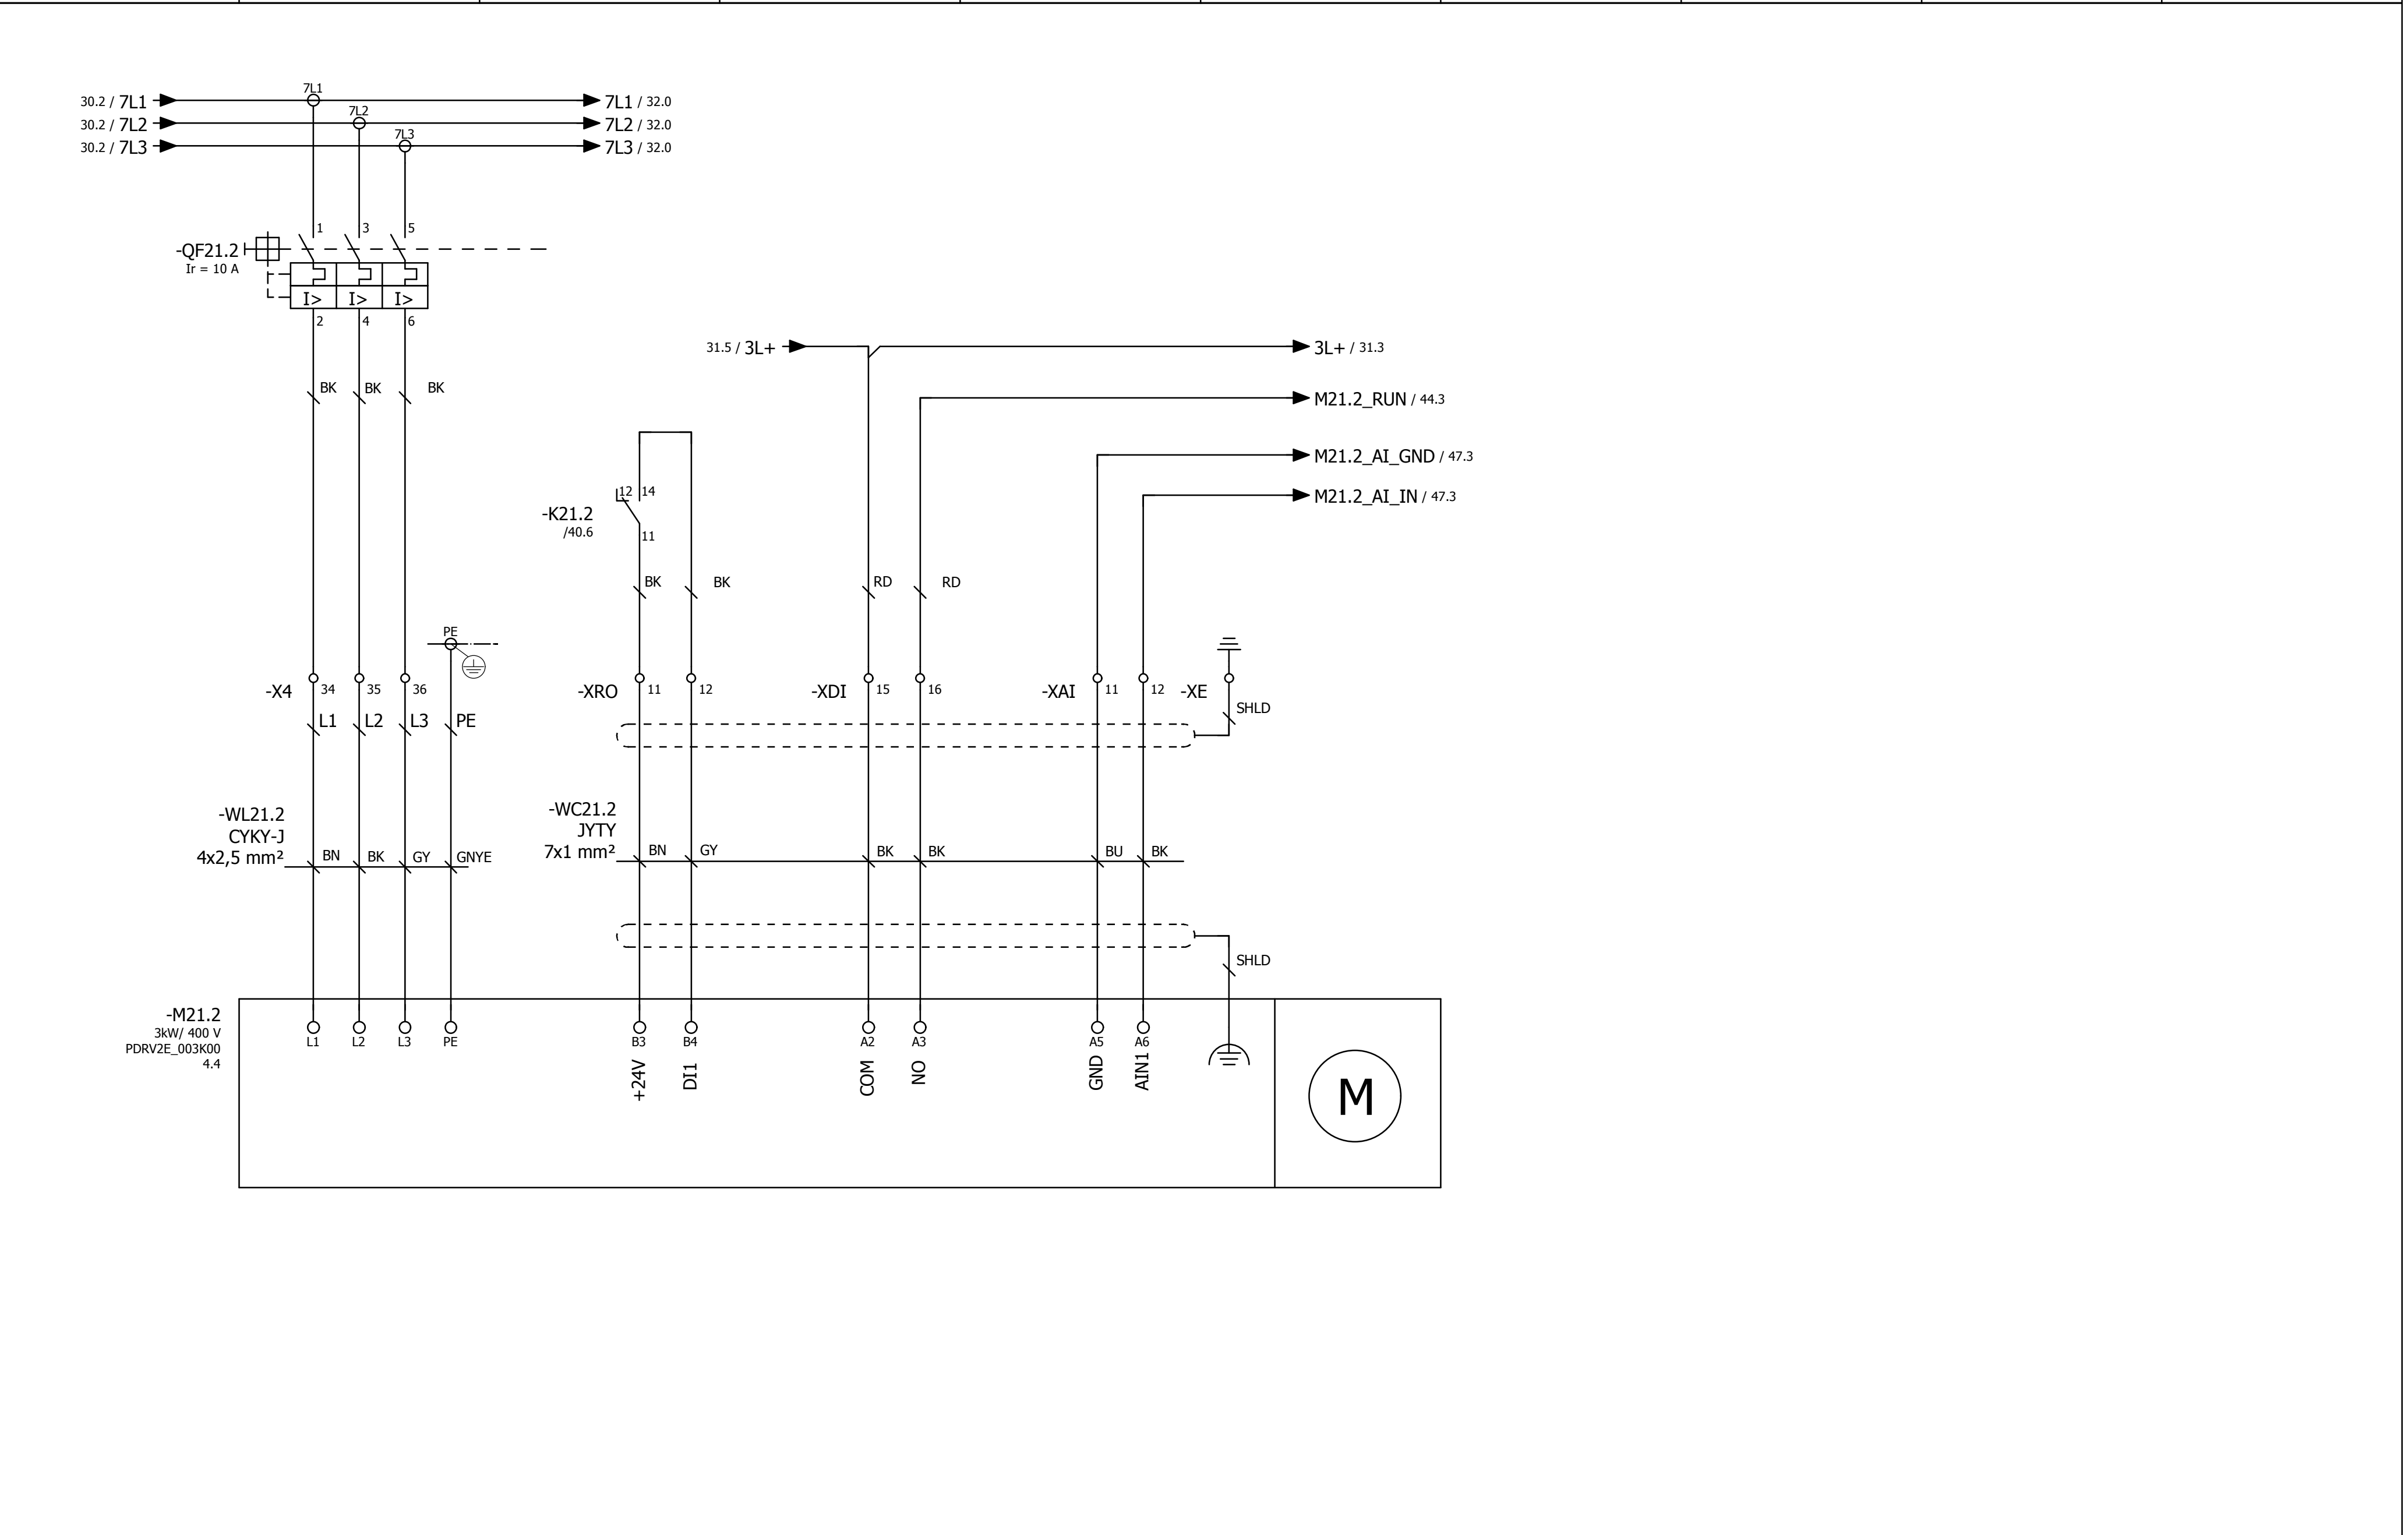 7L1
30.2 / 7L1 7L1 / 32.0
7L2
30.2 / 7L2 7L2 / 32.0
7L3
30.2 / 7L3 7L3 / 32.0
1 3 5
-QF21.2
Ir = 10 A
I> I> I>
2 4 6
31.5 / 3L+ 3L+ / 31.3
BK BK BK
M21.2_RUN / 44.3
M21.2_AI_GND / 47.3
12 14
M21.2_AI_IN / 47.3
-K21.2
/40.6
11
BK BK RD RD
PE
-X4 34 35 36 -XRO 11 12 -XDI 15 16 -XAI 11 12 -XE
SHLD
L1 L2 L3 PE
-WL21.2
CYKY-J
4x2,5 mm²
BN BK GY GNYE
-WC21.2
JYTY
7x1 mm²
BN GY BK BK BU BK
SHLD
-M21.2
3kW/ 400 V
PDRV2E_003K00
4.4
L1 L2 L3 PE B3 B4 A2 A3 A5 A6
+24V DI1 COM NO GND AIN1
M